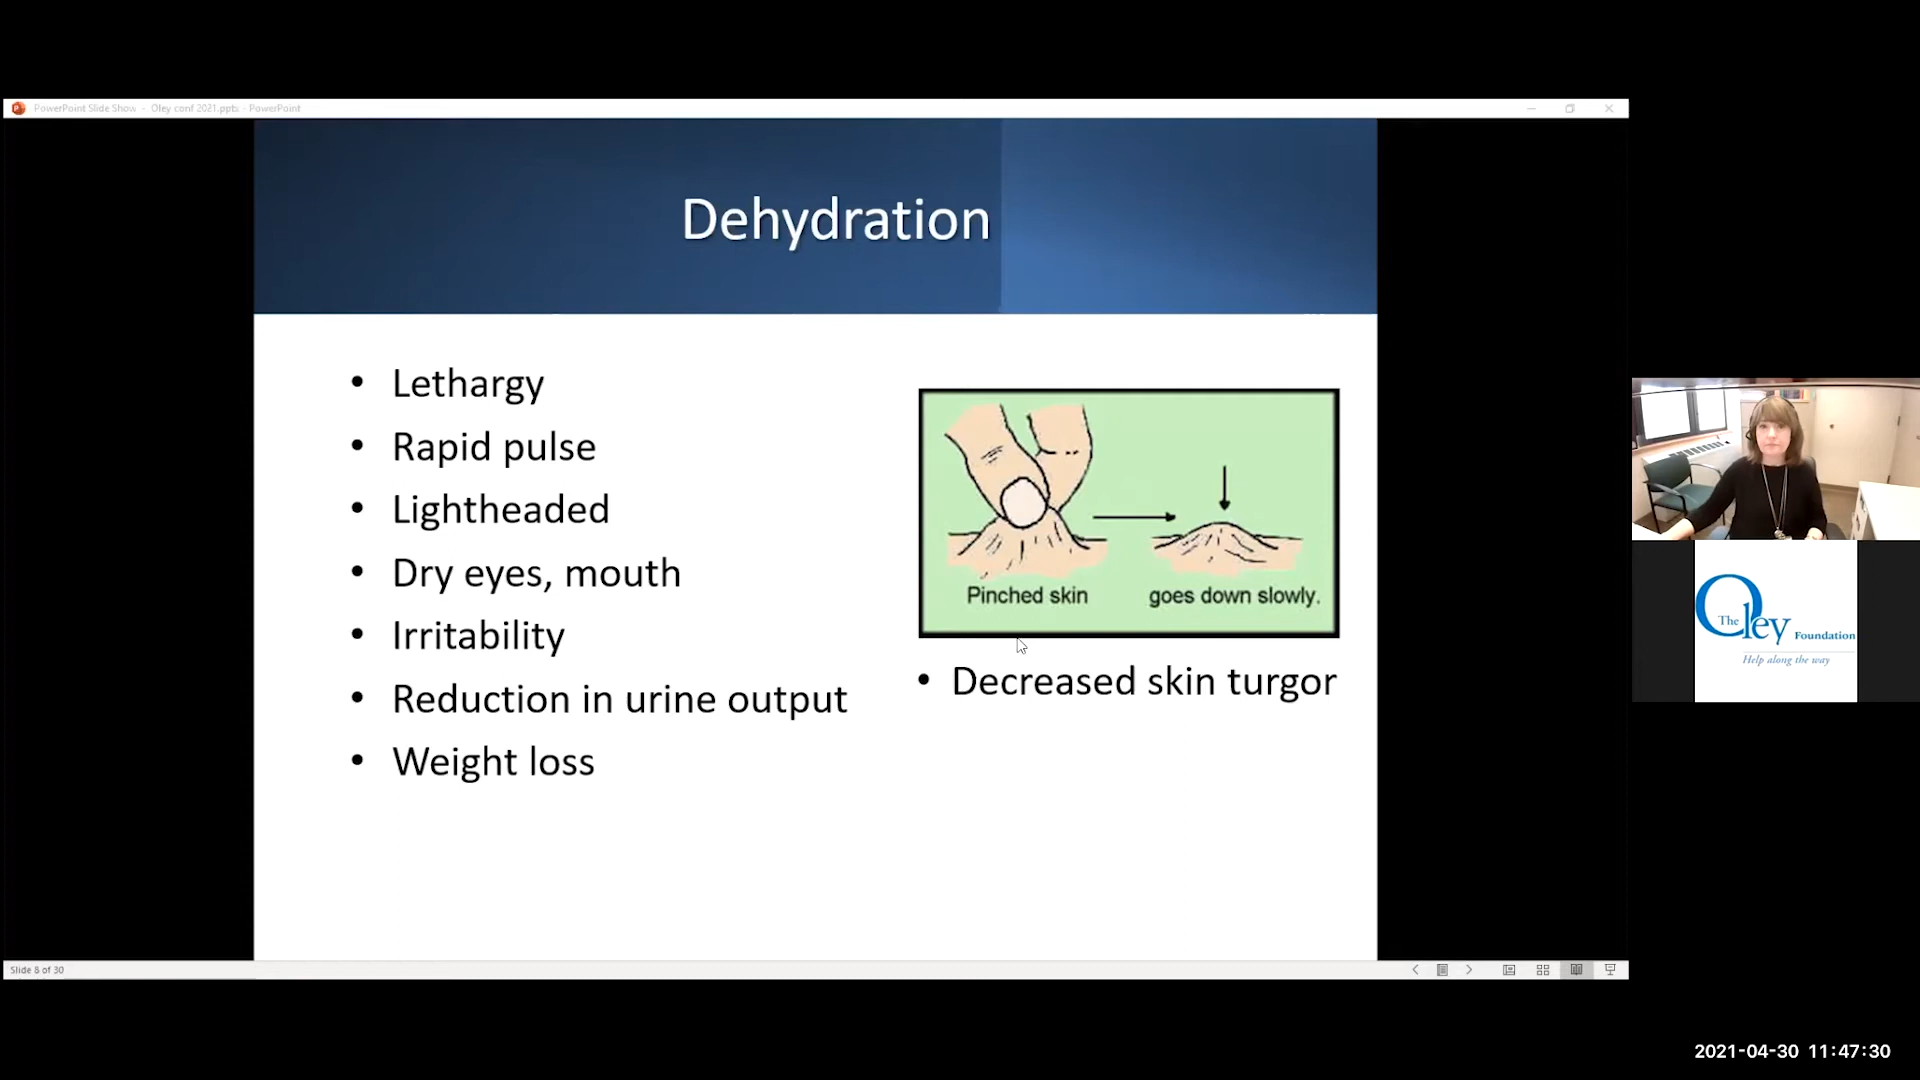 PowerPoint Slide Show - Oley conf 2021.pptx - PowerPoint
Dehydration
• Lethargy
• Rapid pulse
• Lightheaded
• Dry eyes, mouth
• Irritability
• Reduction in urine output
• Weight loss
Pinched skin
goes down slowly.
• Decreased skin turgor
The Oley Foundation
Help along the way
Slide 8 of 30
2021-04-30 11:47:30